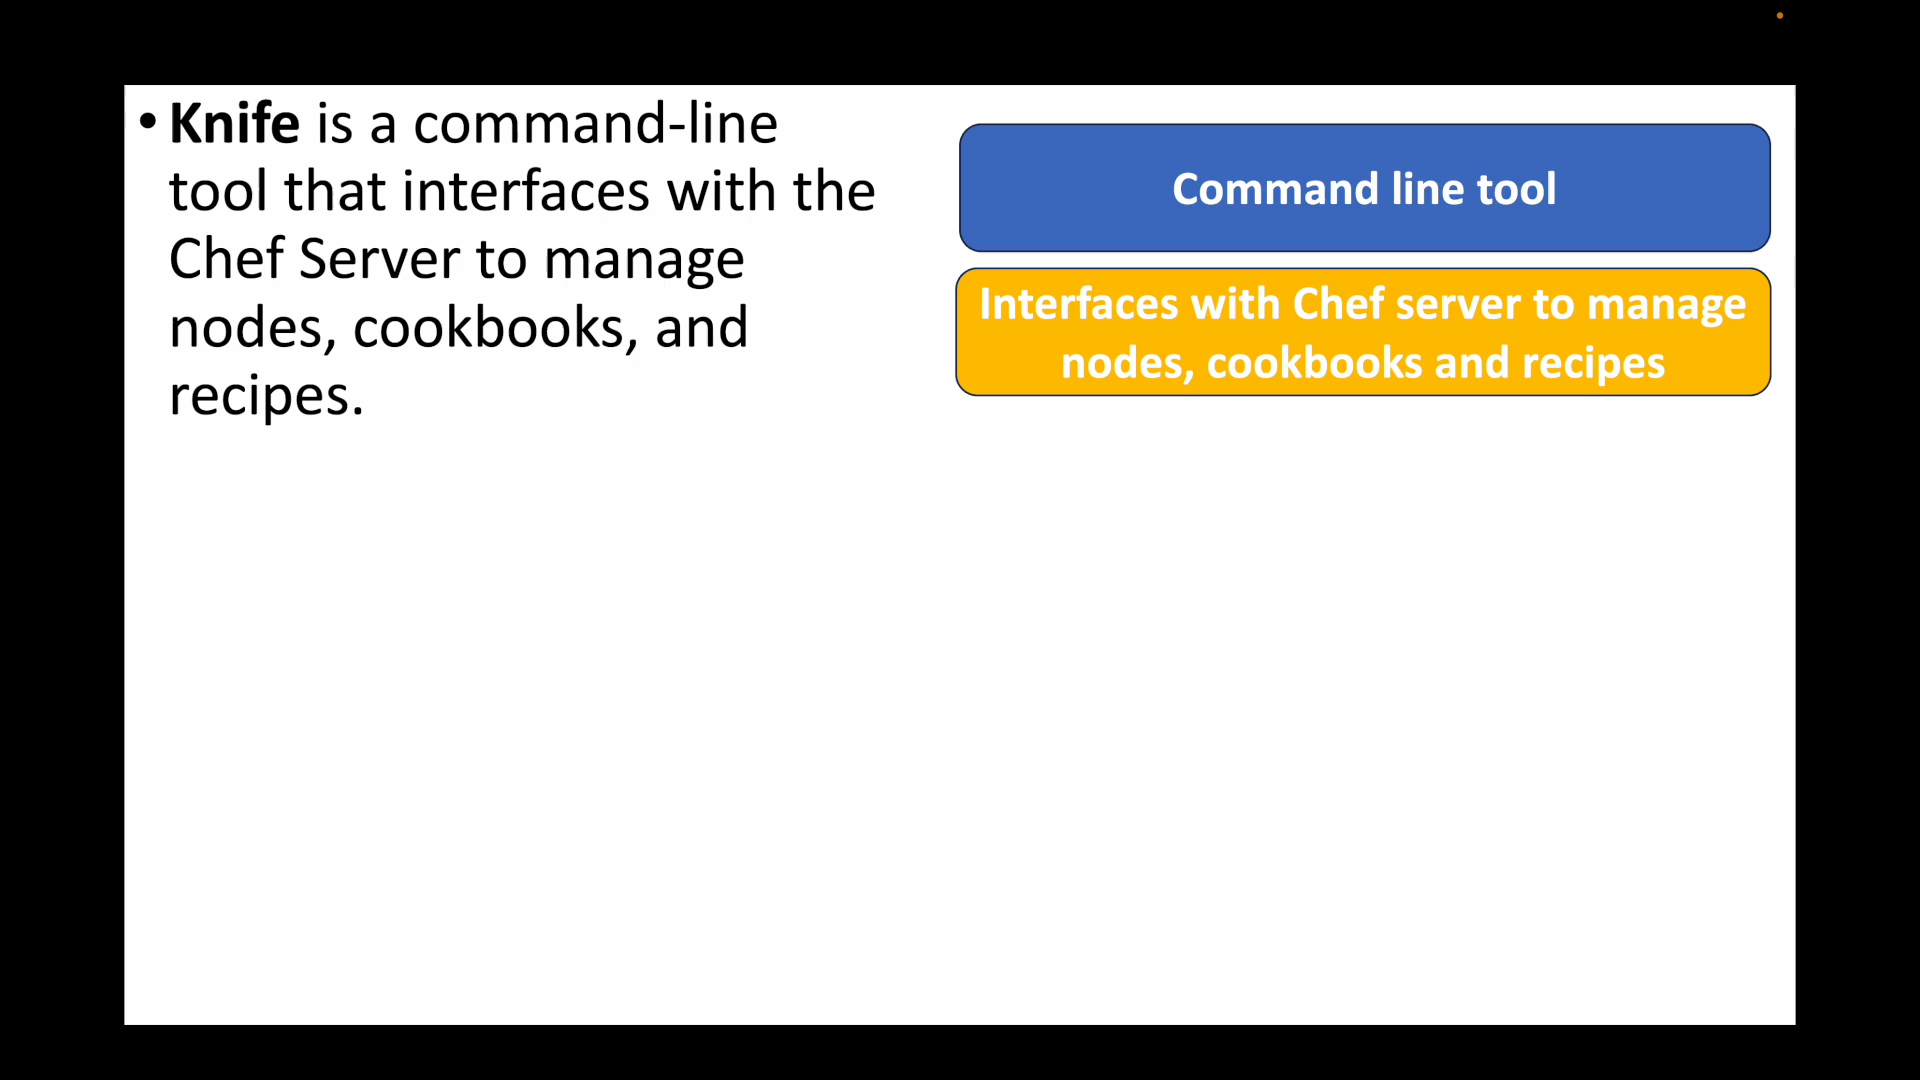 • Knife is a command-line
tool that interfaces with the
Chef Server to manage
nodes, cookbooks, and
recipes.
Command line tool
Interfaces with Chef server to manage
nodes, cookbooks and recipes